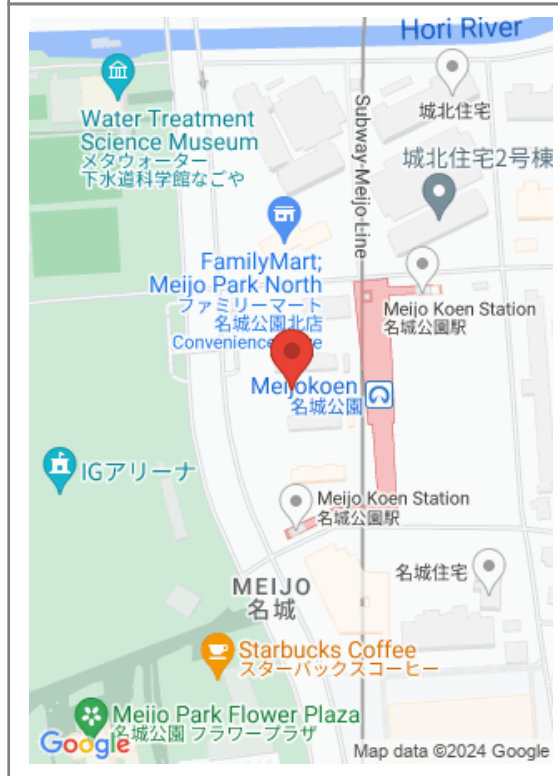 Hori River
城北住宅
Water Treatment
Science Museum
メタウォーター
下水道科学館なごや
Subway Meijo Line
城北住宅2号棟
FamilyMart;
Meijo Park North
ファミリーマート
名城公園北店
Convenience
Meijo Koen Station
名城公園駅
Meijokoen
名城公園
IGアリーナ
Meijo Koen Station
名城公園駅
名城住宅
MEIJO
名城
Starbucks Coffee
スターバックスコーヒー
Meijo Park Flower Plaza
名城公園 フラワープラザ
Google
Map data ©2024 Google